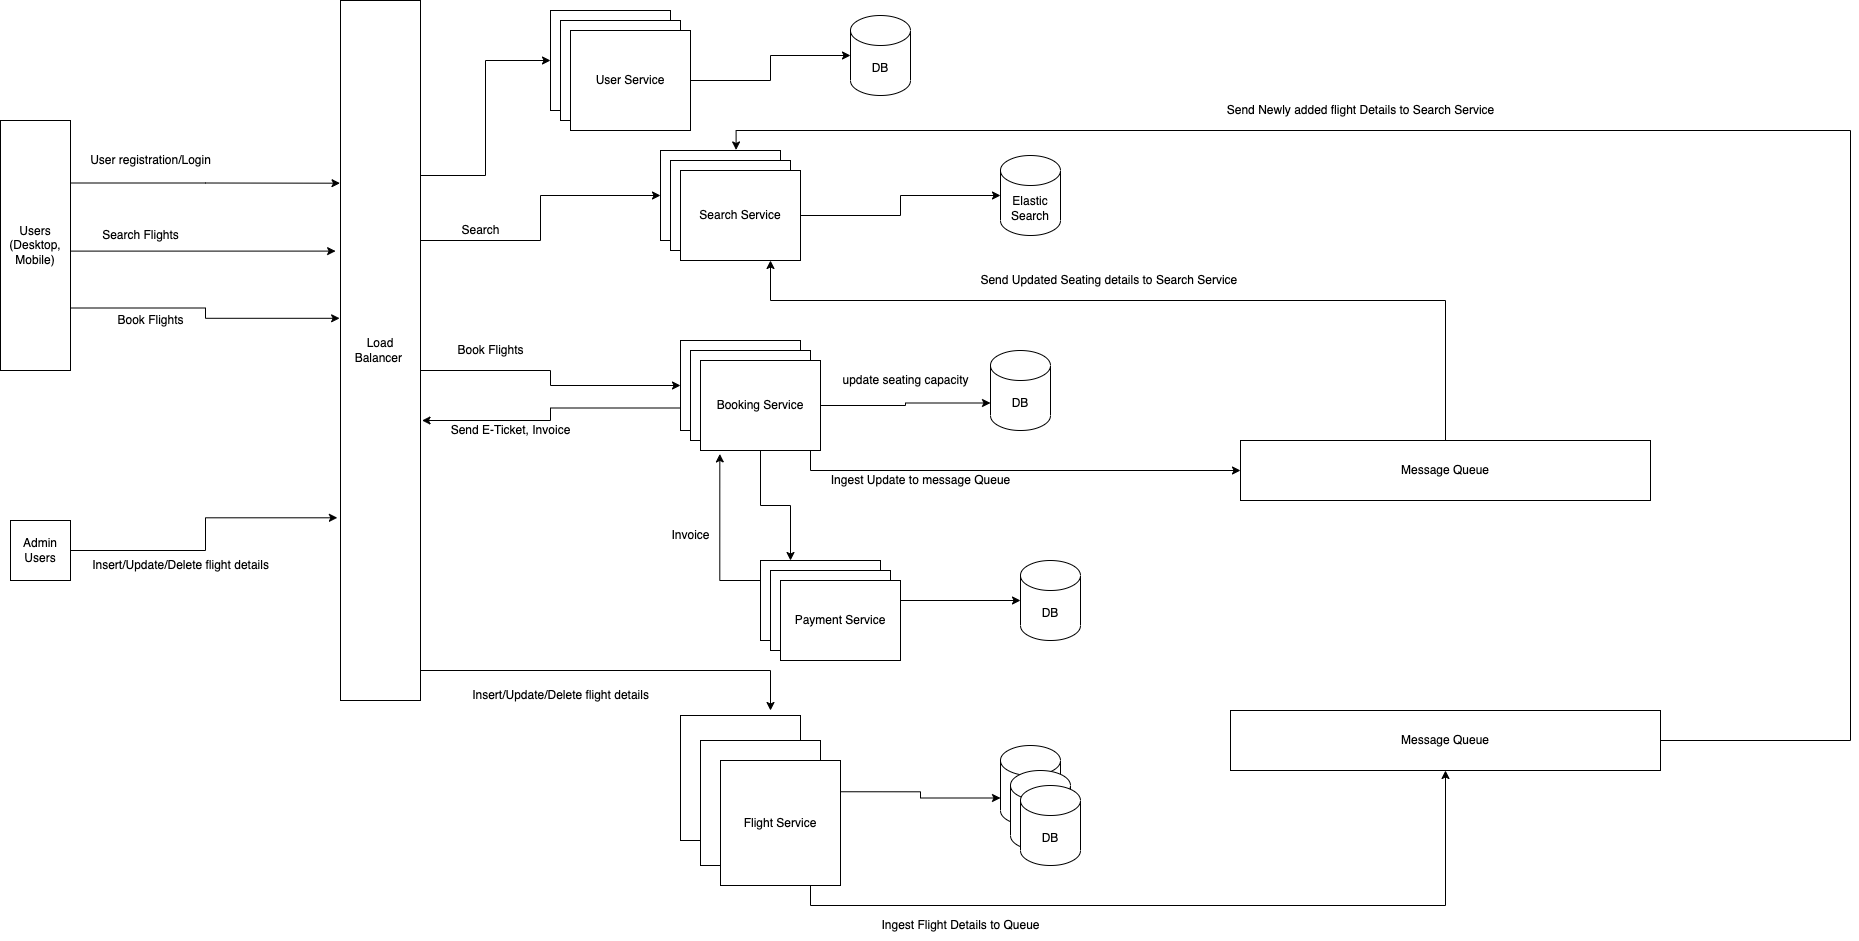 User Service
DB
Send Newly added flight Details to Search Service
User registration/Login
Search Flights
Users
(Desktop,
Mobile)
Book Flights
Search
Search Service
Elastic
Search
Send Updated Seating details to Search Service
Load
Balancer
Book Flights
Send E-Ticket, Invoice
Booking Service
update seating capacity
DB
Ingest Update to message Queue
Message Queue
Invoice
Admin
Users
Insert/Update/Delete flight details
Payment Service
DB
Insert/Update/Delete flight details
Message Queue
Flight Service
DB
Ingest Flight Details to Queue